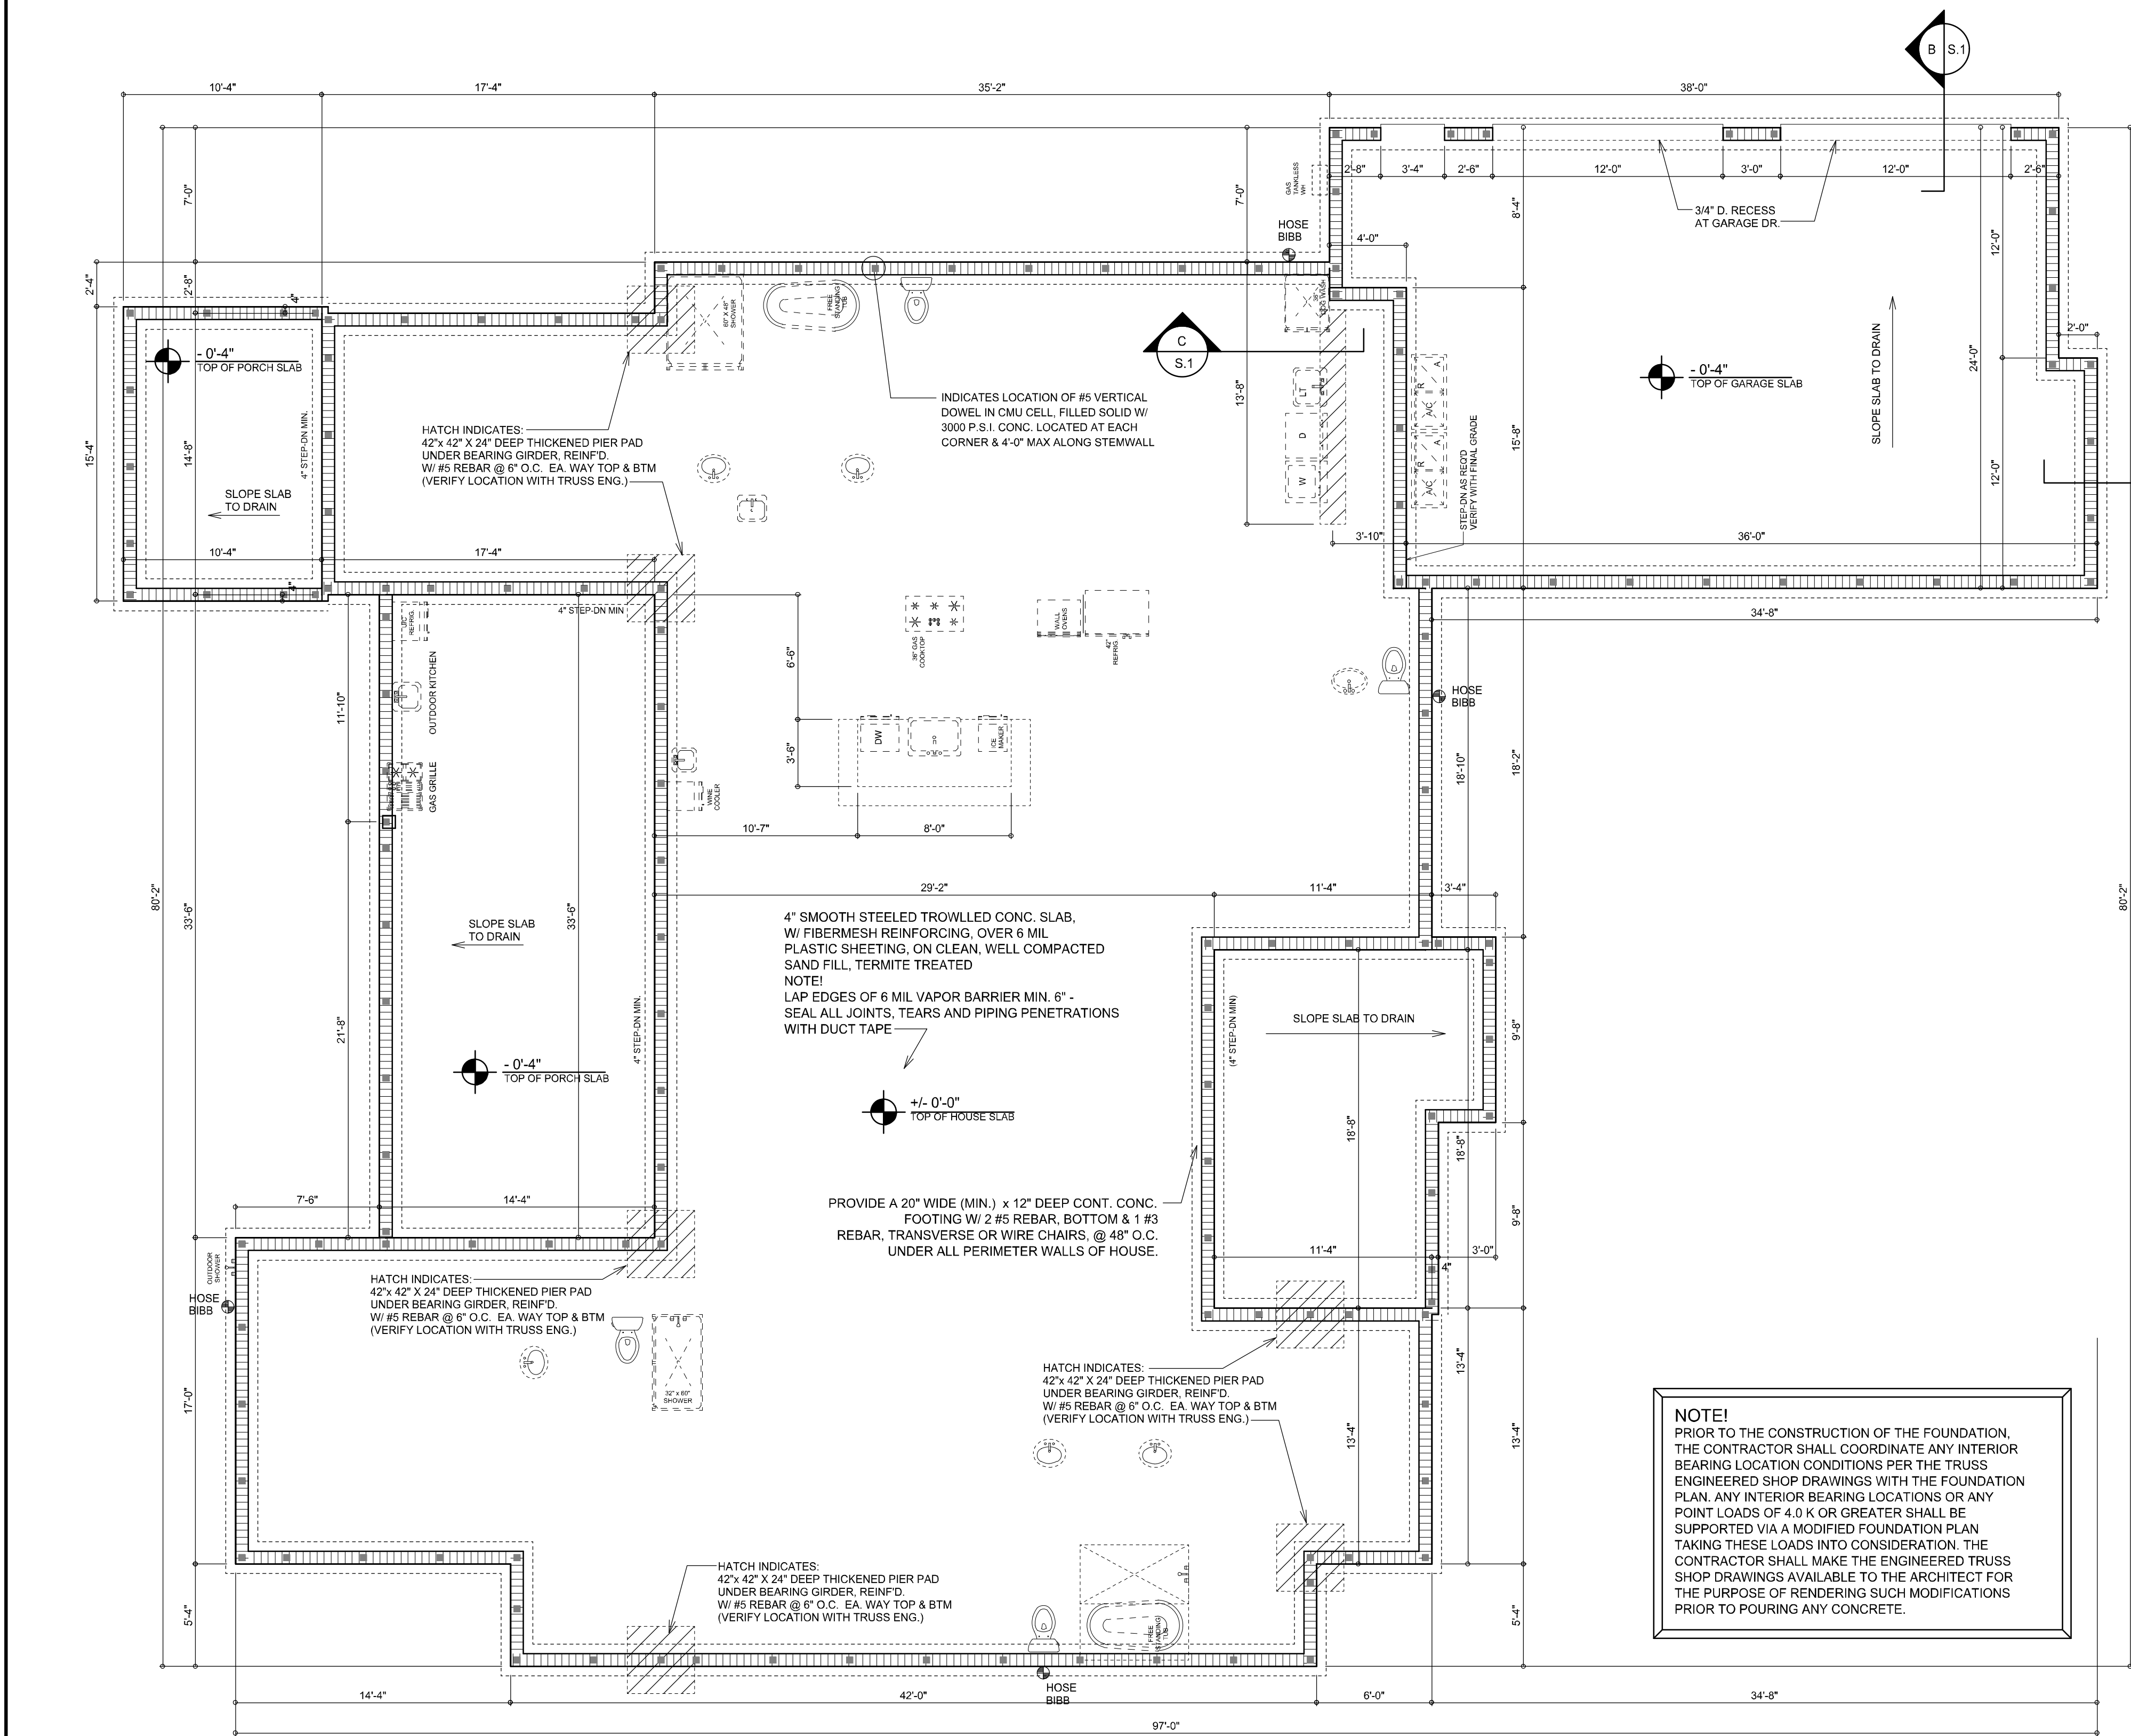 B S.1
10'-4"
17'-4"
35'-2"
38'-0"
7'-0"
2'-4"
2'-8"
4"
7'-0"
GAS
TANKLESS
WH
HOSE
BIBB
2'-8"
3'-4"
2'-6"
12'-0"
3'-0"
12'-0"
2'-6"
8'-4"
3/4" D. RECESS
AT GARAGE DR.
4'-0"
12'-0"
24'-0"
2'-0"
SLOPE SLAB TO DRAIN
- 0'-4"
TOP OF PORCH SLAB
60" X 48"
SHOWER
FREE
STANDING
TUB
36"
DOG WASH
C
S.1
- 0'-4"
TOP OF GARAGE SLAB
15'-4"
14'-8"
4" STEP-DN MIN.
HATCH INDICATES:
42"x 42" X 24" DEEP THICKENED PIER PAD
UNDER BEARING GIRDER, REINF'D.
W/ #5 REBAR @ 6" O.C. EA. WAY TOP & BTM
(VERIFY LOCATION WITH TRUSS ENG.)
INDICATES LOCATION OF #5 VERTICAL
DOWEL IN CMU CELL, FILLED SOLID W/
3000 P.S.I. CONC. LOCATED AT EACH
CORNER & 4'-0" MAX ALONG STEMWALL
13'-8"
LT
D
W
A/C
R
A
A/C
R
A
STEP-DN AS REQ'D
VERIFY WITH FINAL GRADE
15'-8"
12'-0"
SLOPE SLAB
TO DRAIN
10'-4"
17'-4"
4"
3'-10"
36'-0"
4" STEP-DN MIN
34'-8"
U/C
REFRIG.
OUTDOOR KITCHEN
GAS GRILLE
11'-10"
6'-6"
3'-6"
36" GAS
COOKTOP
WALL
OVENS
42"
REFRIG.
HOSE
BIBB
DW
ICE
MAKER
WINE
COOLER
10'-7"
8'-0"
18'-10"
18'-2"
80'-2"
33'-6"
33'-6"
80'-2"
29'-2"
11'-4"
3'-4"
SLOPE SLAB
TO DRAIN
4" SMOOTH STEELED TROWLLED CONC. SLAB,
W/ FIBERMESH REINFORCING, OVER 6 MIL
PLASTIC SHEETING, ON CLEAN, WELL COMPACTED
SAND FILL, TERMITE TREATED
NOTE!
LAP EDGES OF 6 MIL VAPOR BARRIER MIN. 6" -
SEAL ALL JOINTS, TEARS AND PIPING PENETRATIONS
WITH DUCT TAPE
21'-8"
4" STEP-DN MIN.
(4" STEP-DN MIN)
SLOPE SLAB TO DRAIN
9'-8"
- 0'-4"
TOP OF PORCH SLAB
+/- 0'-0"
TOP OF HOUSE SLAB
18'-8"
18'-8"
7'-6"
14'-4"
PROVIDE A 20" WIDE (MIN.) x 12" DEEP CONT. CONC.
FOOTING W/ 2 #5 REBAR, BOTTOM & 1 #3
REBAR, TRANSVERSE OR WIRE CHAIRS, @ 48" O.C.
UNDER ALL PERIMETER WALLS OF HOUSE.
9'-8"
11'-4"
3'-0"
4"
OUTDOOR
SHOWER
HOSE
BIBB
HATCH INDICATES:
42"x 42" X 24" DEEP THICKENED PIER PAD
UNDER BEARING GIRDER, REINF'D.
W/ #5 REBAR @ 6" O.C. EA. WAY TOP & BTM
(VERIFY LOCATION WITH TRUSS ENG.)
32" x 60"
SHOWER
HATCH INDICATES:
42"x 42" X 24" DEEP THICKENED PIER PAD
UNDER BEARING GIRDER, REINF'D.
W/ #5 REBAR @ 6" O.C. EA. WAY TOP & BTM
(VERIFY LOCATION WITH TRUSS ENG.)
17'-0"
13'-4"
13'-4"
13'-4"
NOTE!
PRIOR TO THE CONSTRUCTION OF THE FOUNDATION,
THE CONTRACTOR SHALL COORDINATE ANY INTERIOR
BEARING LOCATION CONDITIONS PER THE TRUSS
ENGINEERED SHOP DRAWINGS WITH THE FOUNDATION
PLAN. ANY INTERIOR BEARING LOCATIONS OR ANY
POINT LOADS OF 4.0 K OR GREATER SHALL BE
SUPPORTED VIA A MODIFIED FOUNDATION PLAN
TAKING THESE LOADS INTO CONSIDERATION. THE
CONTRACTOR SHALL MAKE THE ENGINEERED TRUSS
SHOP DRAWINGS AVAILABLE TO THE ARCHITECT FOR
THE PURPOSE OF RENDERING SUCH MODIFICATIONS
PRIOR TO POURING ANY CONCRETE.
HATCH INDICATES:
42"x 42" X 24" DEEP THICKENED PIER PAD
UNDER BEARING GIRDER, REINF'D.
W/ #5 REBAR @ 6" O.C. EA. WAY TOP & BTM
(VERIFY LOCATION WITH TRUSS ENG.)
5'-4"
FREE
STANDING
TUB
5'-4"
HOSE
BIBB
14'-4"
42'-0"
6'-0"
34'-8"
97'-0"